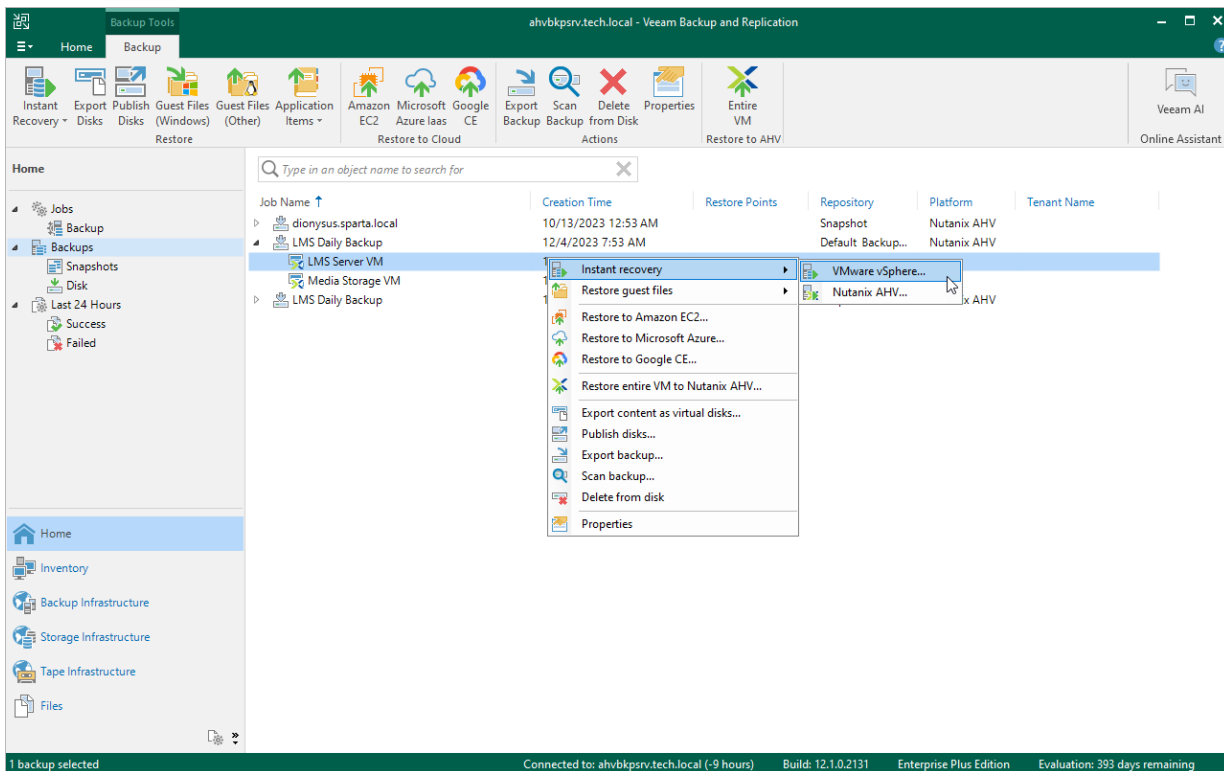 Backup Tools
ahvbkpsrv.tech.local - Veeam Backup and Replication
Home Backup
Instant Recovery
Export Disks
Publish Disks
Guest Files (Windows)
Guest Files (Other)
Application Items
Restore
Amazon EC2
Microsoft Azure Iaas
Google CE
Restore to Cloud
Export Backup
Scan Backup
Delete from Disk
Properties
Actions
Entire VM
Restore to AHV
Veeam AI
Online Assistant
Home
Jobs
Backup
Backups
Snapshots
Disk
Last 24 Hours
Success
Failed
Type in an object name to search for
Job Name Creation Time Restore Points Repository Platform Tenant Name
dionysus.sparta.local 10/13/2023 12:53 AM Snapshot Nutanix AHV
LMS Daily Backup 12/4/2023 7:53 AM Default Backup... Nutanix AHV
LMS Server VM
Media Storage VM
LMS Daily Backup x AHV
Instant recovery
Restore guest files
Restore to Amazon EC2...
Restore to Microsoft Azure...
Restore to Google CE...
Restore entire VM to Nutanix AHV...
Export content as virtual disks...
Publish disks...
Export backup...
Scan backup...
Delete from disk
Properties
VMware vSphere...
Nutanix AHV...
Home
Inventory
Backup Infrastructure
Storage Infrastructure
Tape Infrastructure
Files
1 backup selected Connected to: ahvbkpsrv.tech.local (-9 hours) Build: 12.1.0.2131 Enterprise Plus Edition Evaluation: 393 days remaining